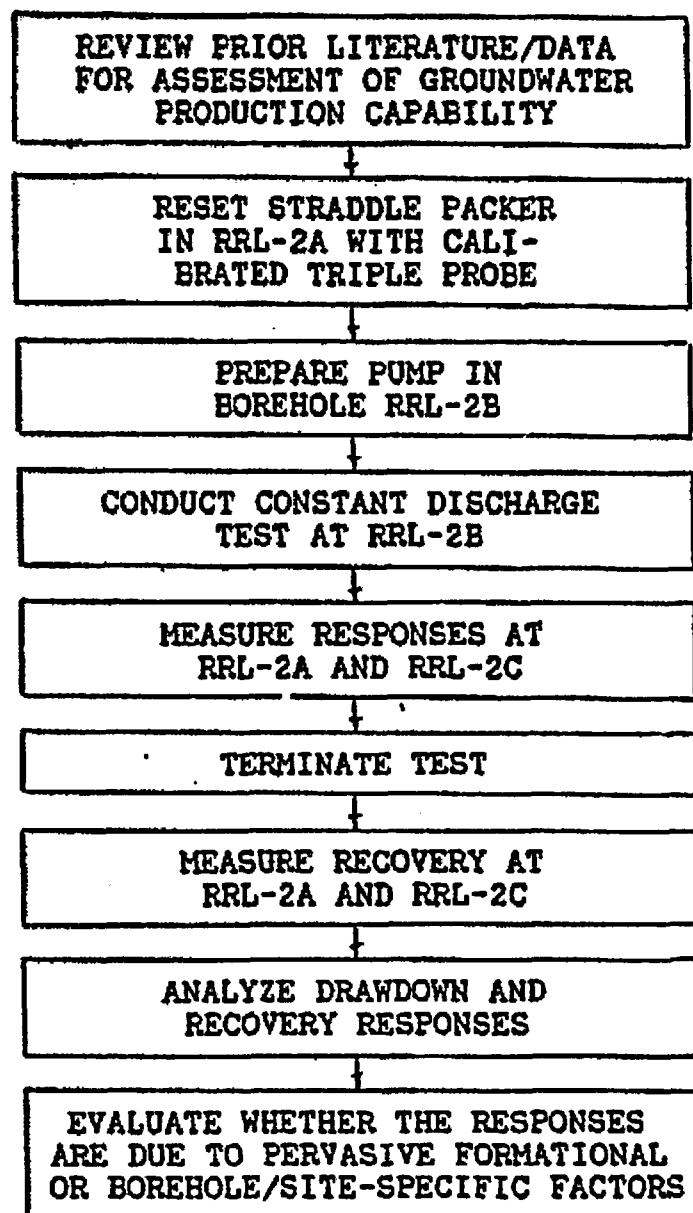 REVIEW PRIOR LITERATURE/DATA
FOR ASSESSMENT OF GROUNDWATER
PRODUCTION CAPABILITY
RESET STRADDLE PACKER
IN RRL-2A WITH CALI-
BRATED TRIPLE PROBE
PREPARE PUMP IN
BOREHOLE RRL-2B
CONDUCT CONSTANT DISCHARGE
TEST AT RRL-2B
MEASURE RESPONSES AT
RRL-2A AND RRL-2C
TERMINATE TEST
MEASURE RECOVERY AT
RRL-2A AND RRL-2C
ANALYZE DRAWDOWN AND
RECOVERY RESPONSES
EVALUATE WHETHER THE RESPONSES
ARE DUE TO PERVASIVE FORMATIONAL
OR BOREHOLE/SITE-SPECIFIC FACTORS